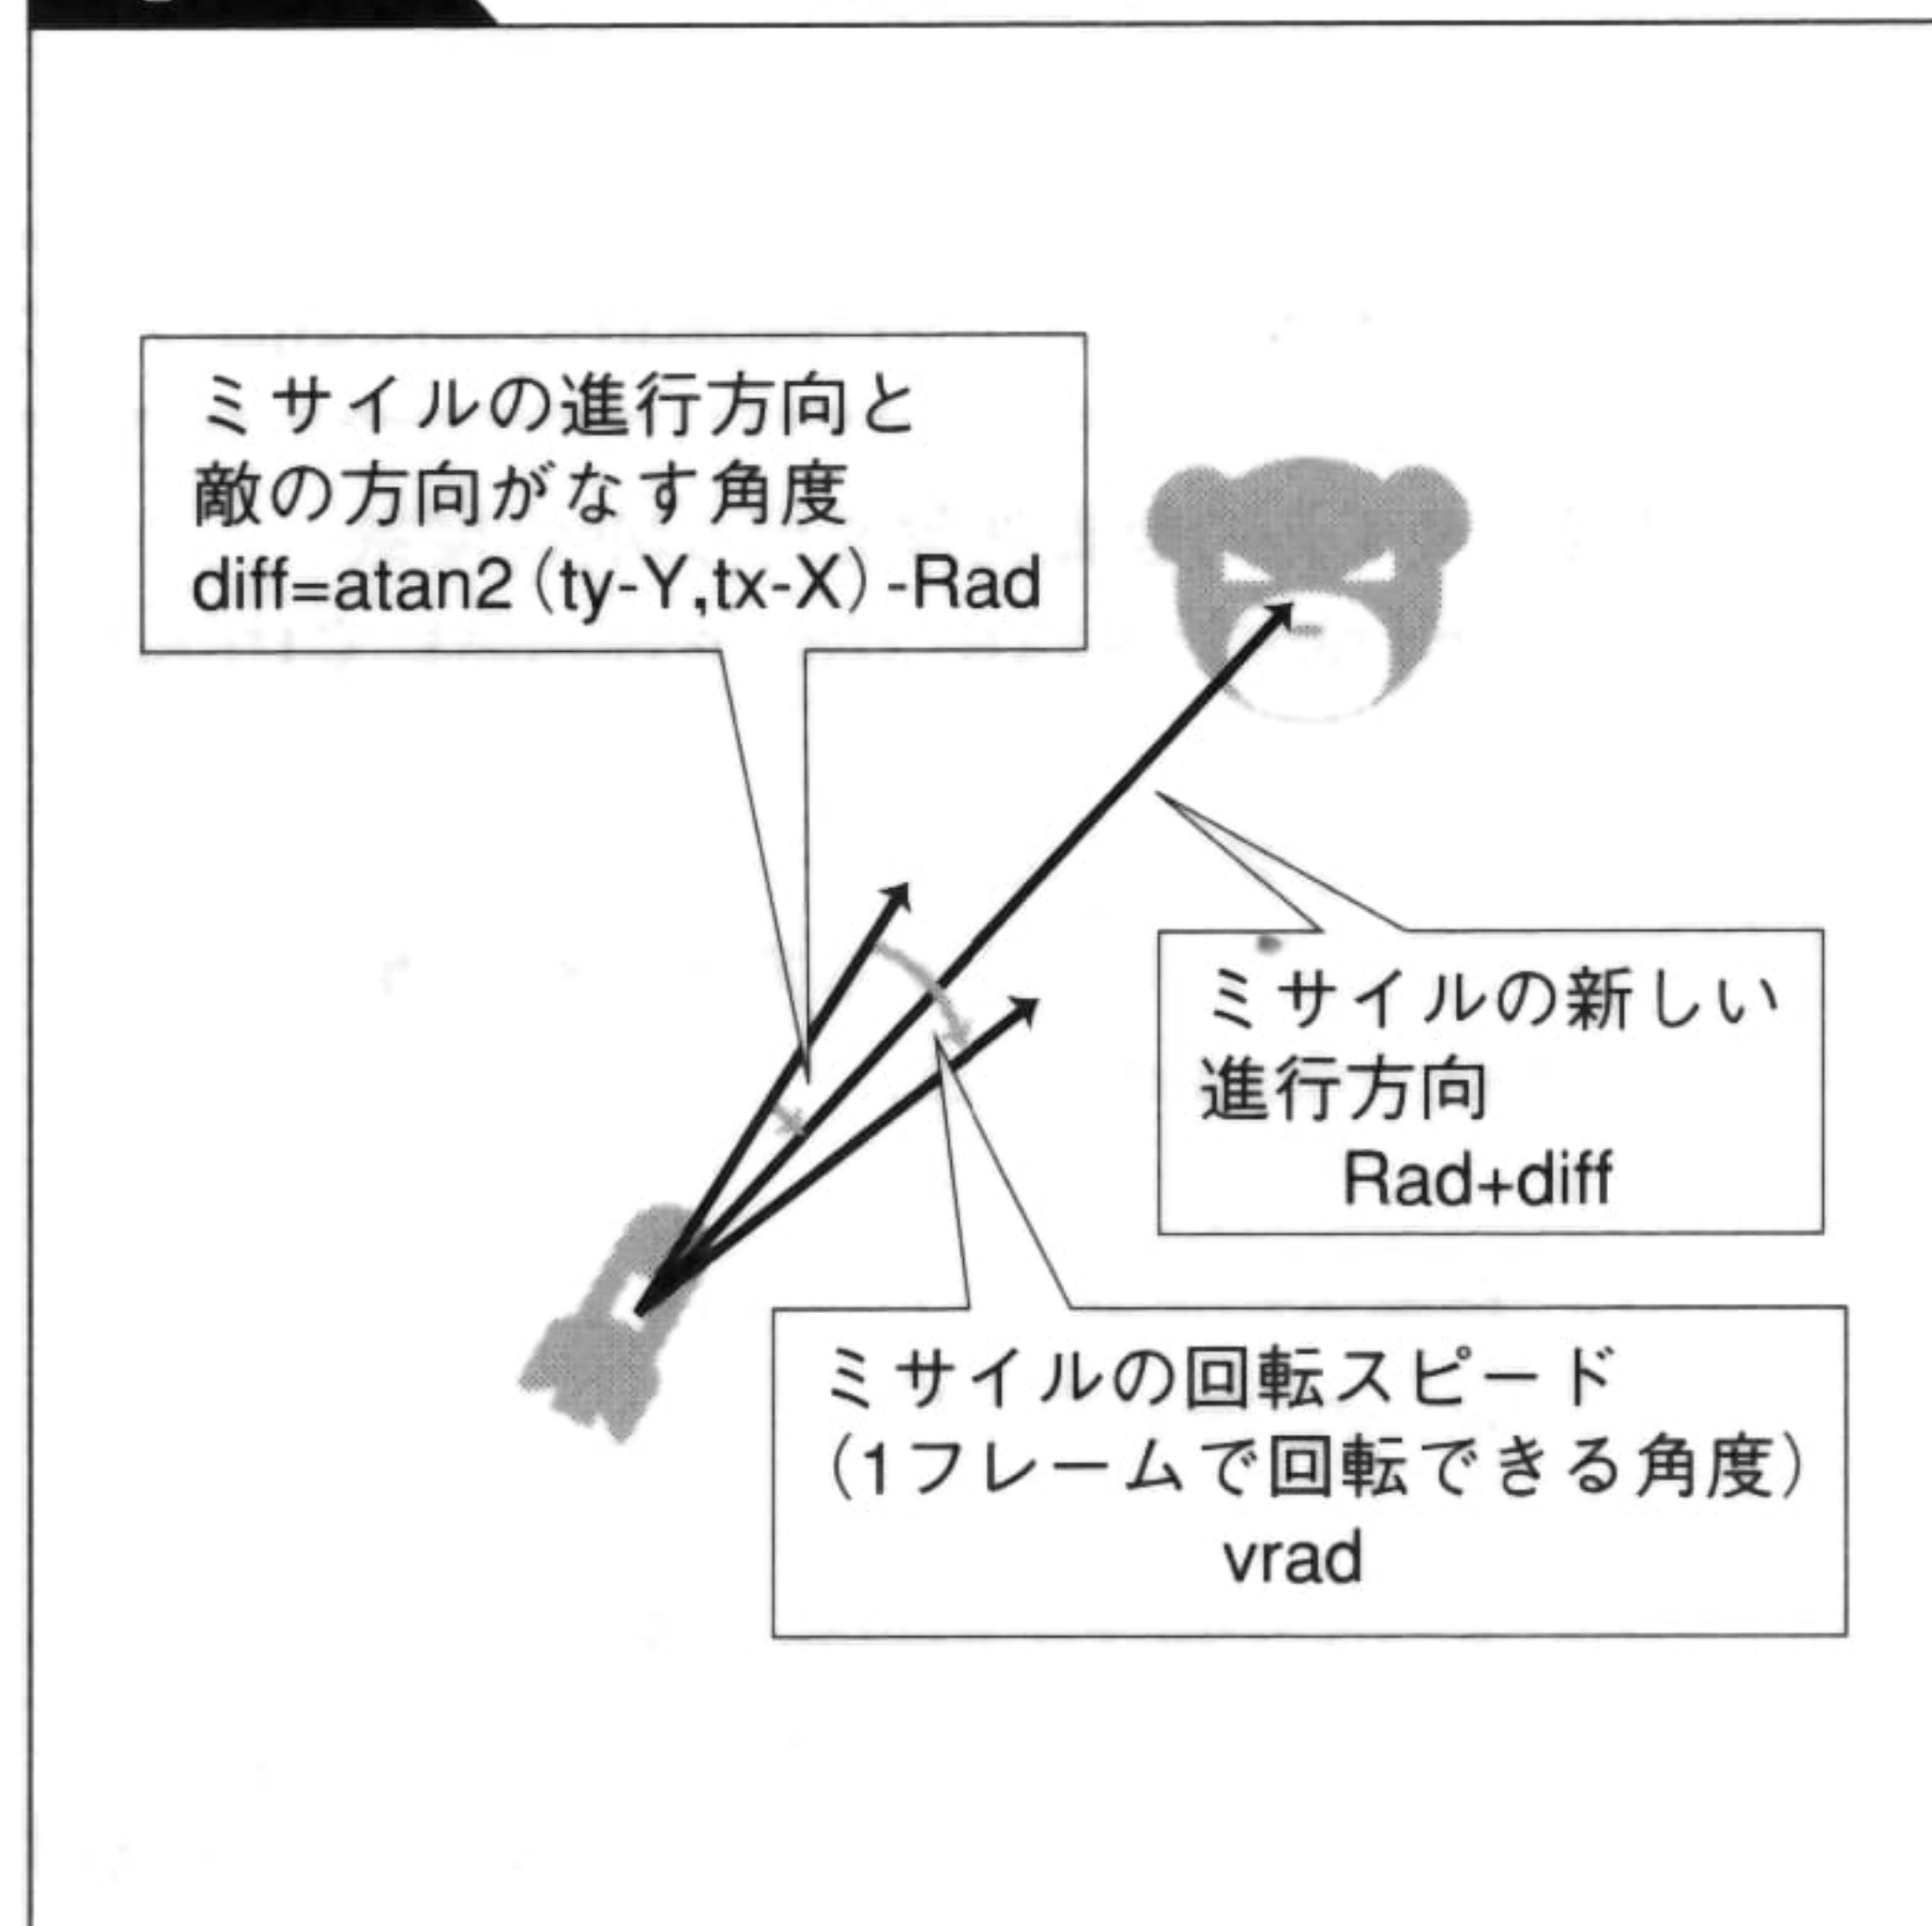 ミサイルの進行方向と
敵の方向がなす角度
diff=atan2(ty-Y,tx-X)-Rad
ミサイルの新しい
進行方向
Rad+diff
ミサイルの回転スピード
(1フレームで回転できる角度)
vrad